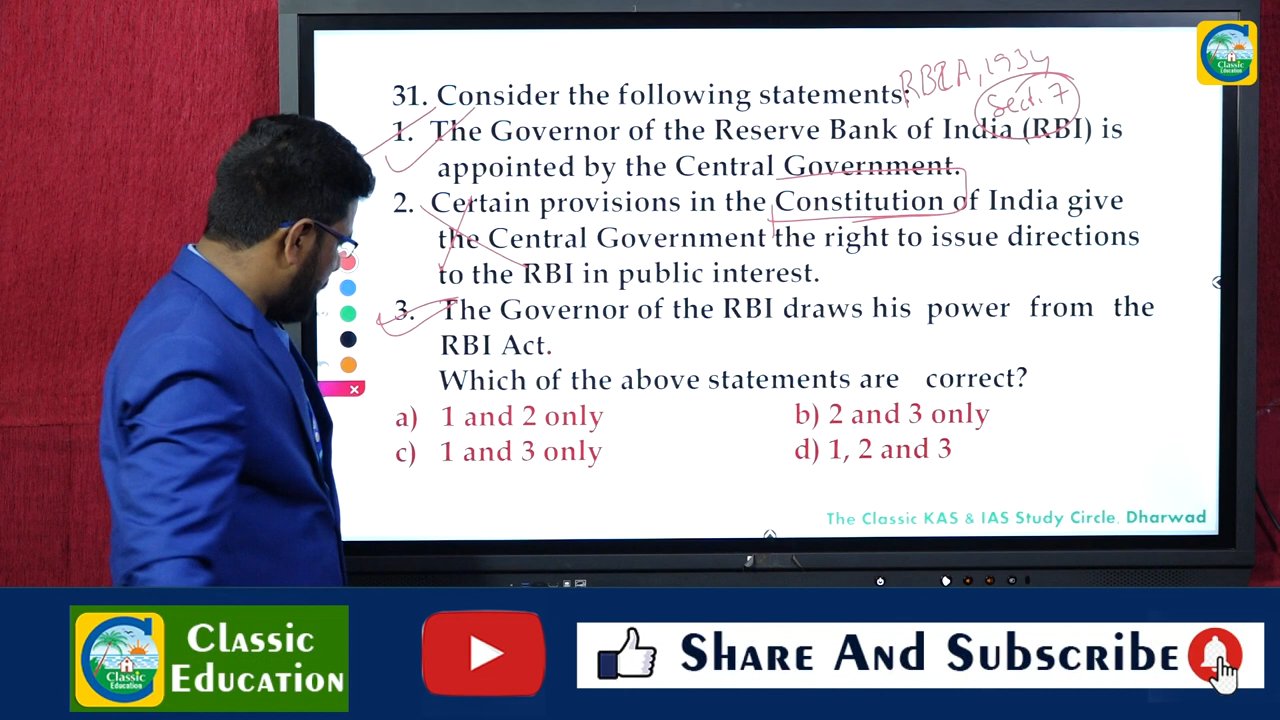 RBIA, 1934
Sect. 7
31. Consider the following statements:
1. The Governor of the Reserve Bank of India (RBI) is
appointed by the Central Government.
2. Certain provisions in the Constitution of India give
the Central Government the right to issue directions
to the RBI in public interest.
3. The Governor of the RBI draws his power from the
RBI Act.
Which of the above statements are correct?
a) 1 and 2 only b) 2 and 3 only
c) 1 and 3 only d) 1, 2 and 3
The Classic KAS & IAS Study Circle. Dharwad
Classic
Education
Classic
Education
Classic
Education
Share And Subscribe